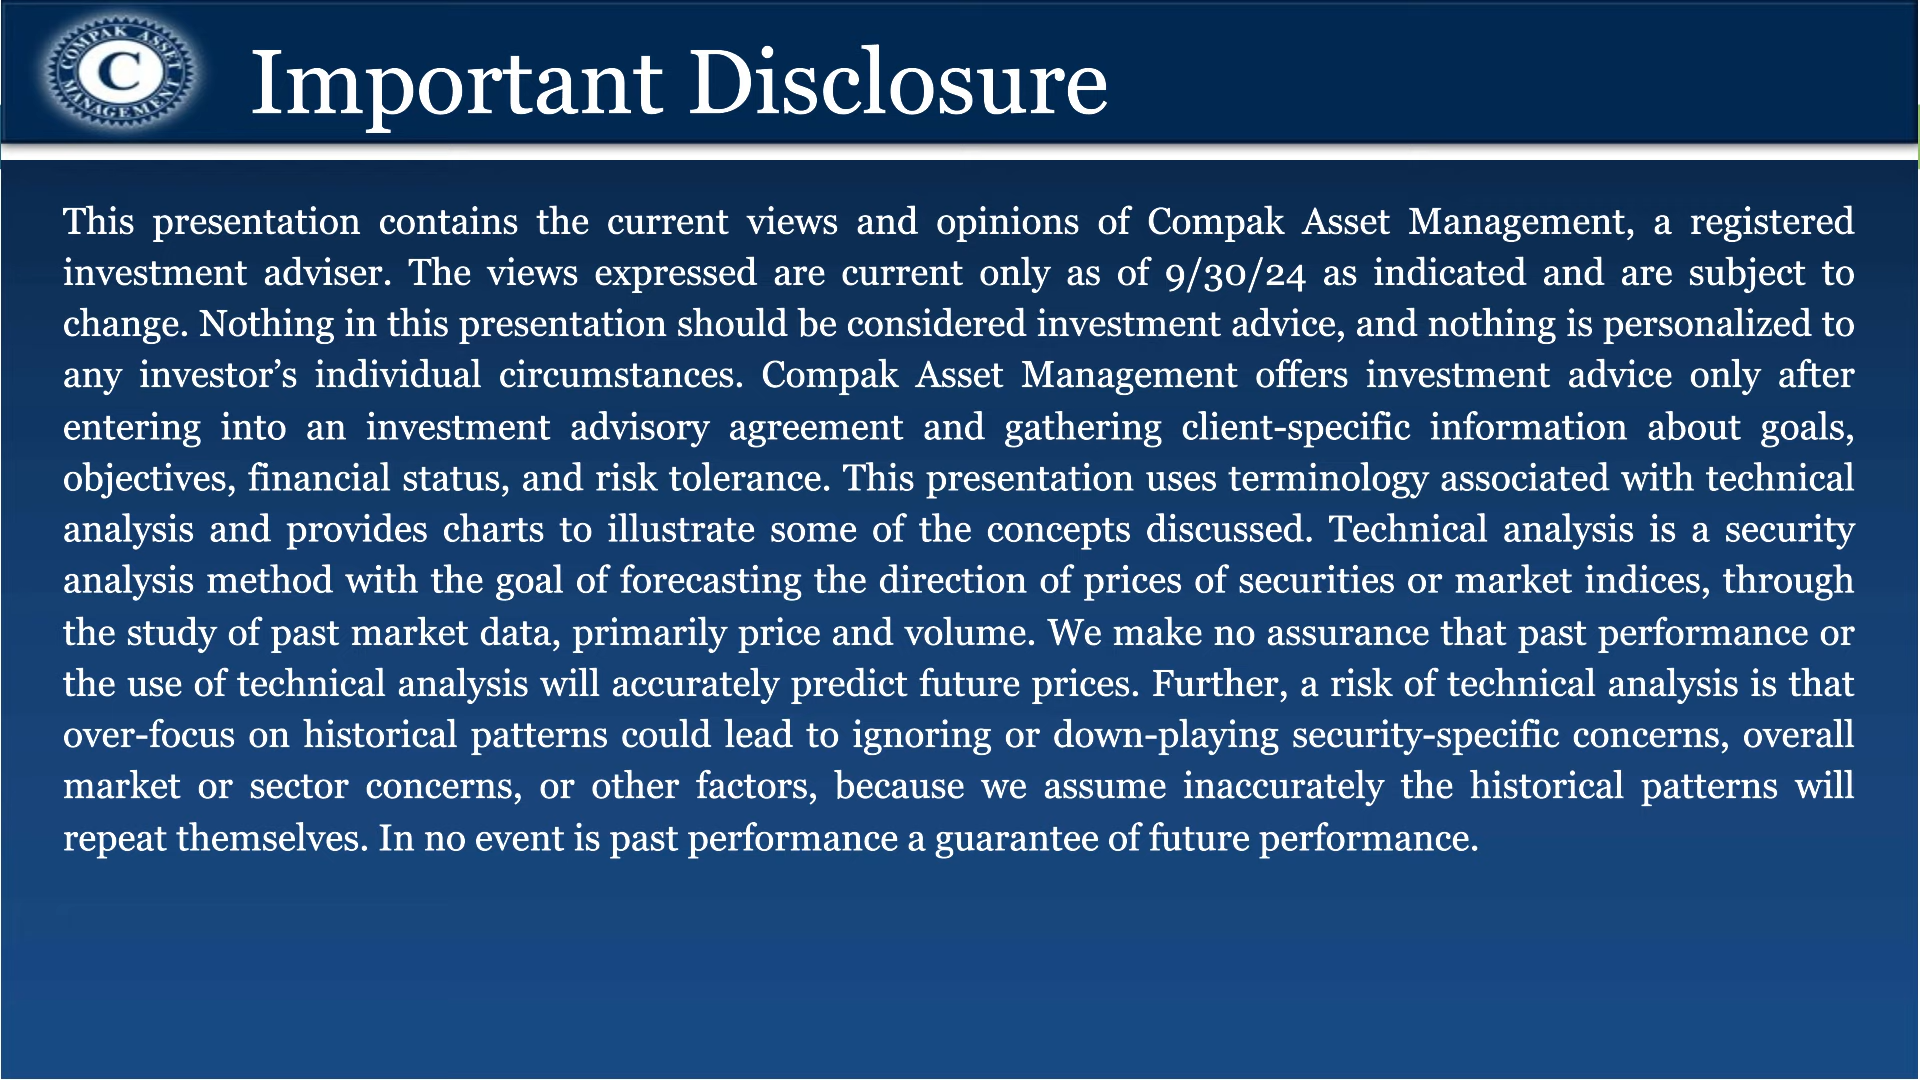 COMPAK ASSET MANAGEMENT
C
Important Disclosure
This presentation contains the current views and opinions of Compak Asset Management, a registered
investment adviser. The views expressed are current only as of 9/30/24 as indicated and are subject to
change. Nothing in this presentation should be considered investment advice, and nothing is personalized to
any investor’s individual circumstances. Compak Asset Management offers investment advice only after
entering into an investment advisory agreement and gathering client-specific information about goals,
objectives, financial status, and risk tolerance. This presentation uses terminology associated with technical
analysis and provides charts to illustrate some of the concepts discussed. Technical analysis is a security
analysis method with the goal of forecasting the direction of prices of securities or market indices, through
the study of past market data, primarily price and volume. We make no assurance that past performance or
the use of technical analysis will accurately predict future prices. Further, a risk of technical analysis is that
over-focus on historical patterns could lead to ignoring or down-playing security-specific concerns, overall
market or sector concerns, or other factors, because we assume inaccurately the historical patterns will
repeat themselves. In no event is past performance a guarantee of future performance.